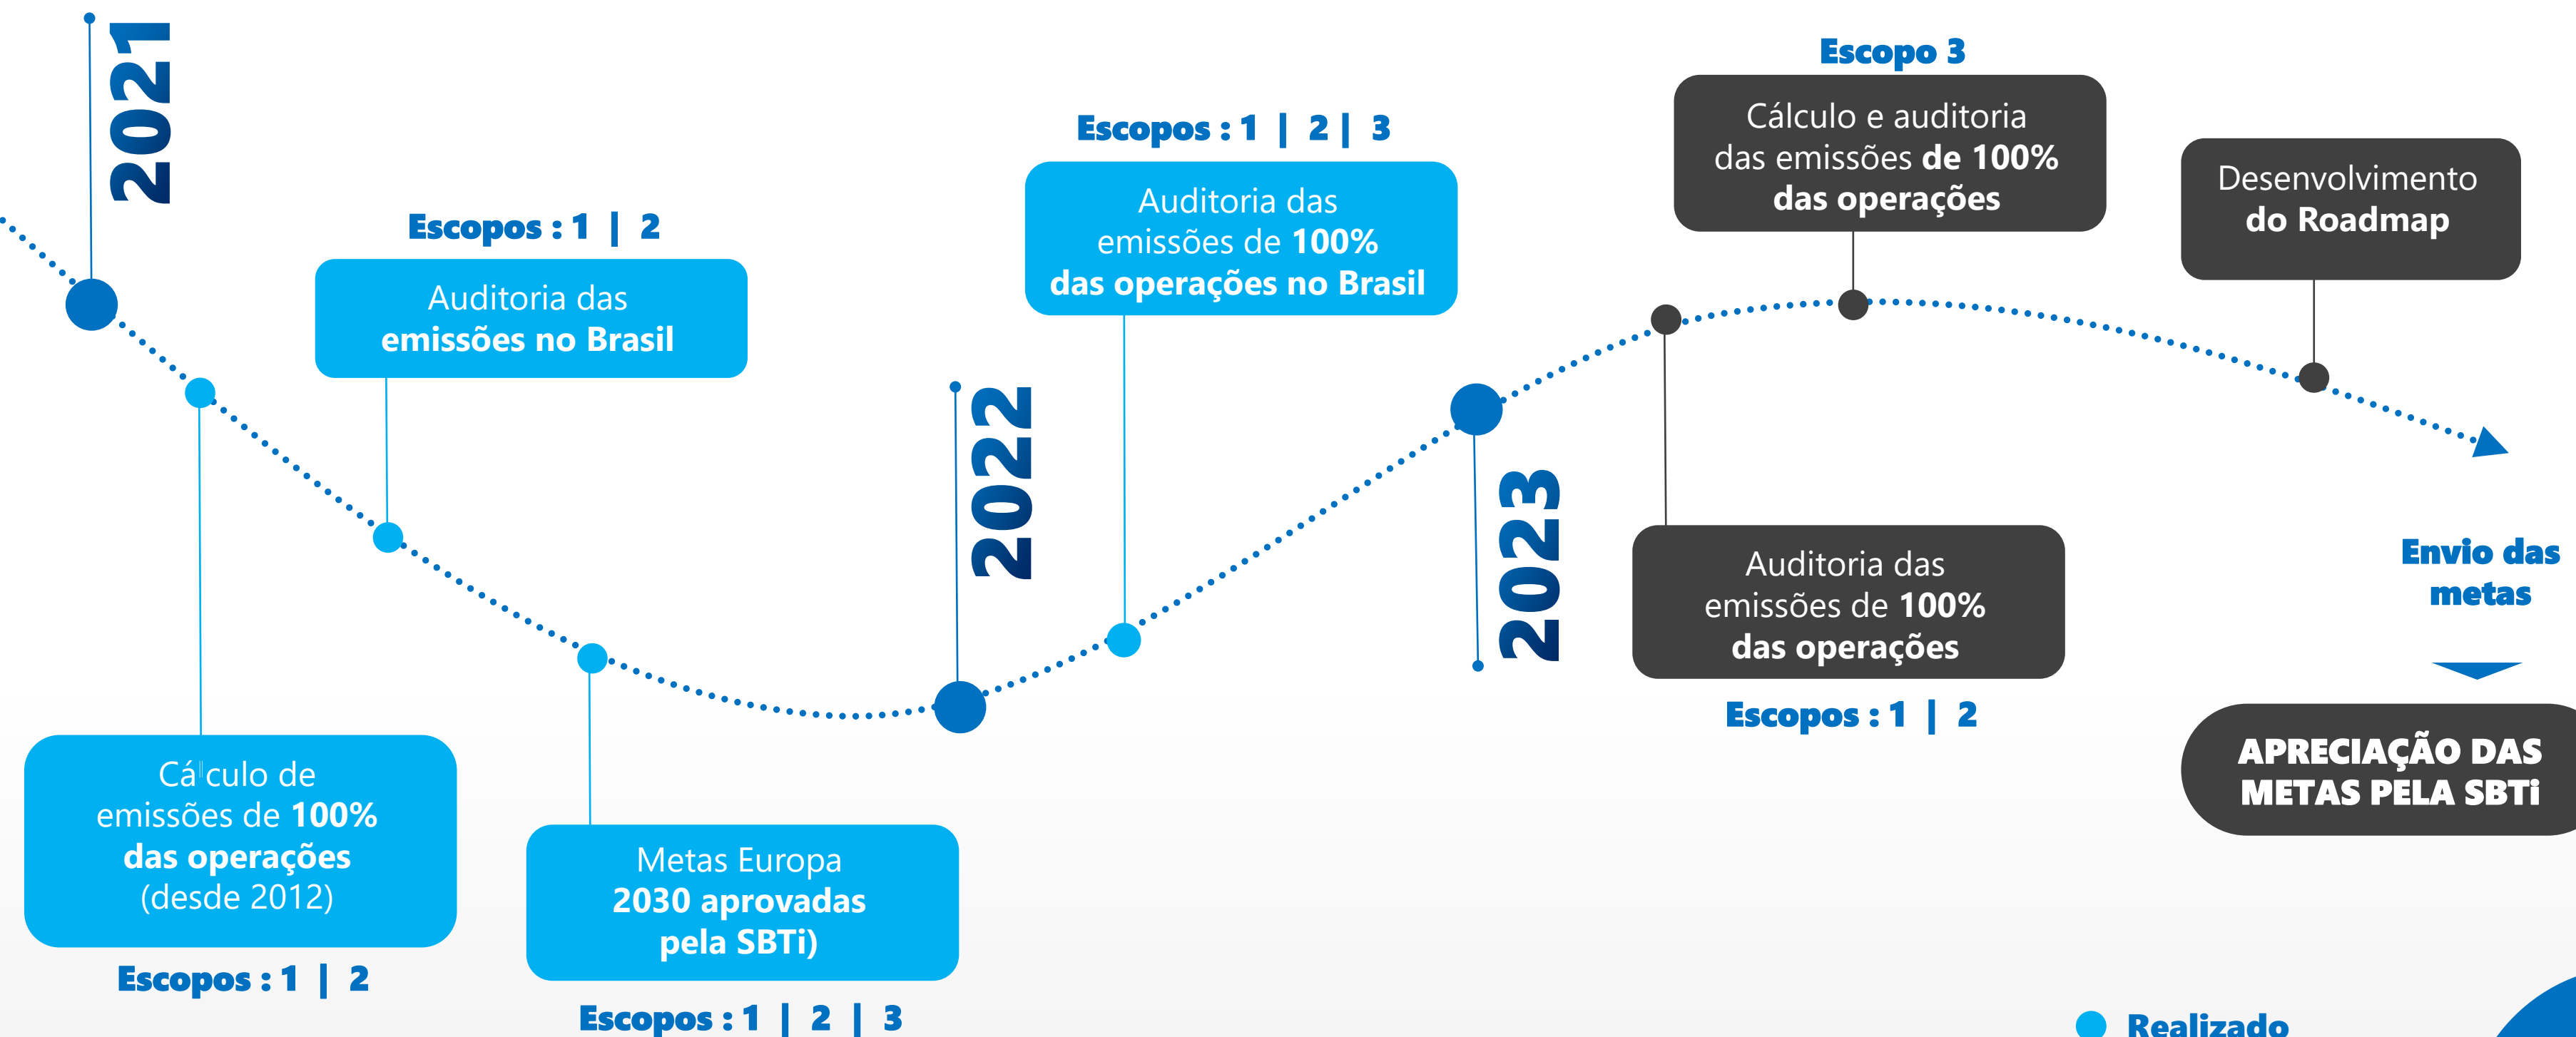 2021
Cálculo de
emissões de 100%
das operações
(desde 2012)
Escopos : 1 | 2
Escopos : 1 | 2
Auditoria das
emissões no Brasil
Metas Europa
2030 aprovadas
pela SBTi)
Escopos : 1 | 2 | 3
2022
Escopos : 1 | 2 | 3
Auditoria das
emissões de 100%
das operações no Brasil
2023
Auditoria das
emissões de 100%
das operações
Escopos : 1 | 2
Escopo 3
Cálculo e auditoria
das emissões de 100%
das operações
Desenvolvimento
do Roadmap
Envio das
metas
APRECIAÇÃO DAS
METAS PELA SBTi
Realizado